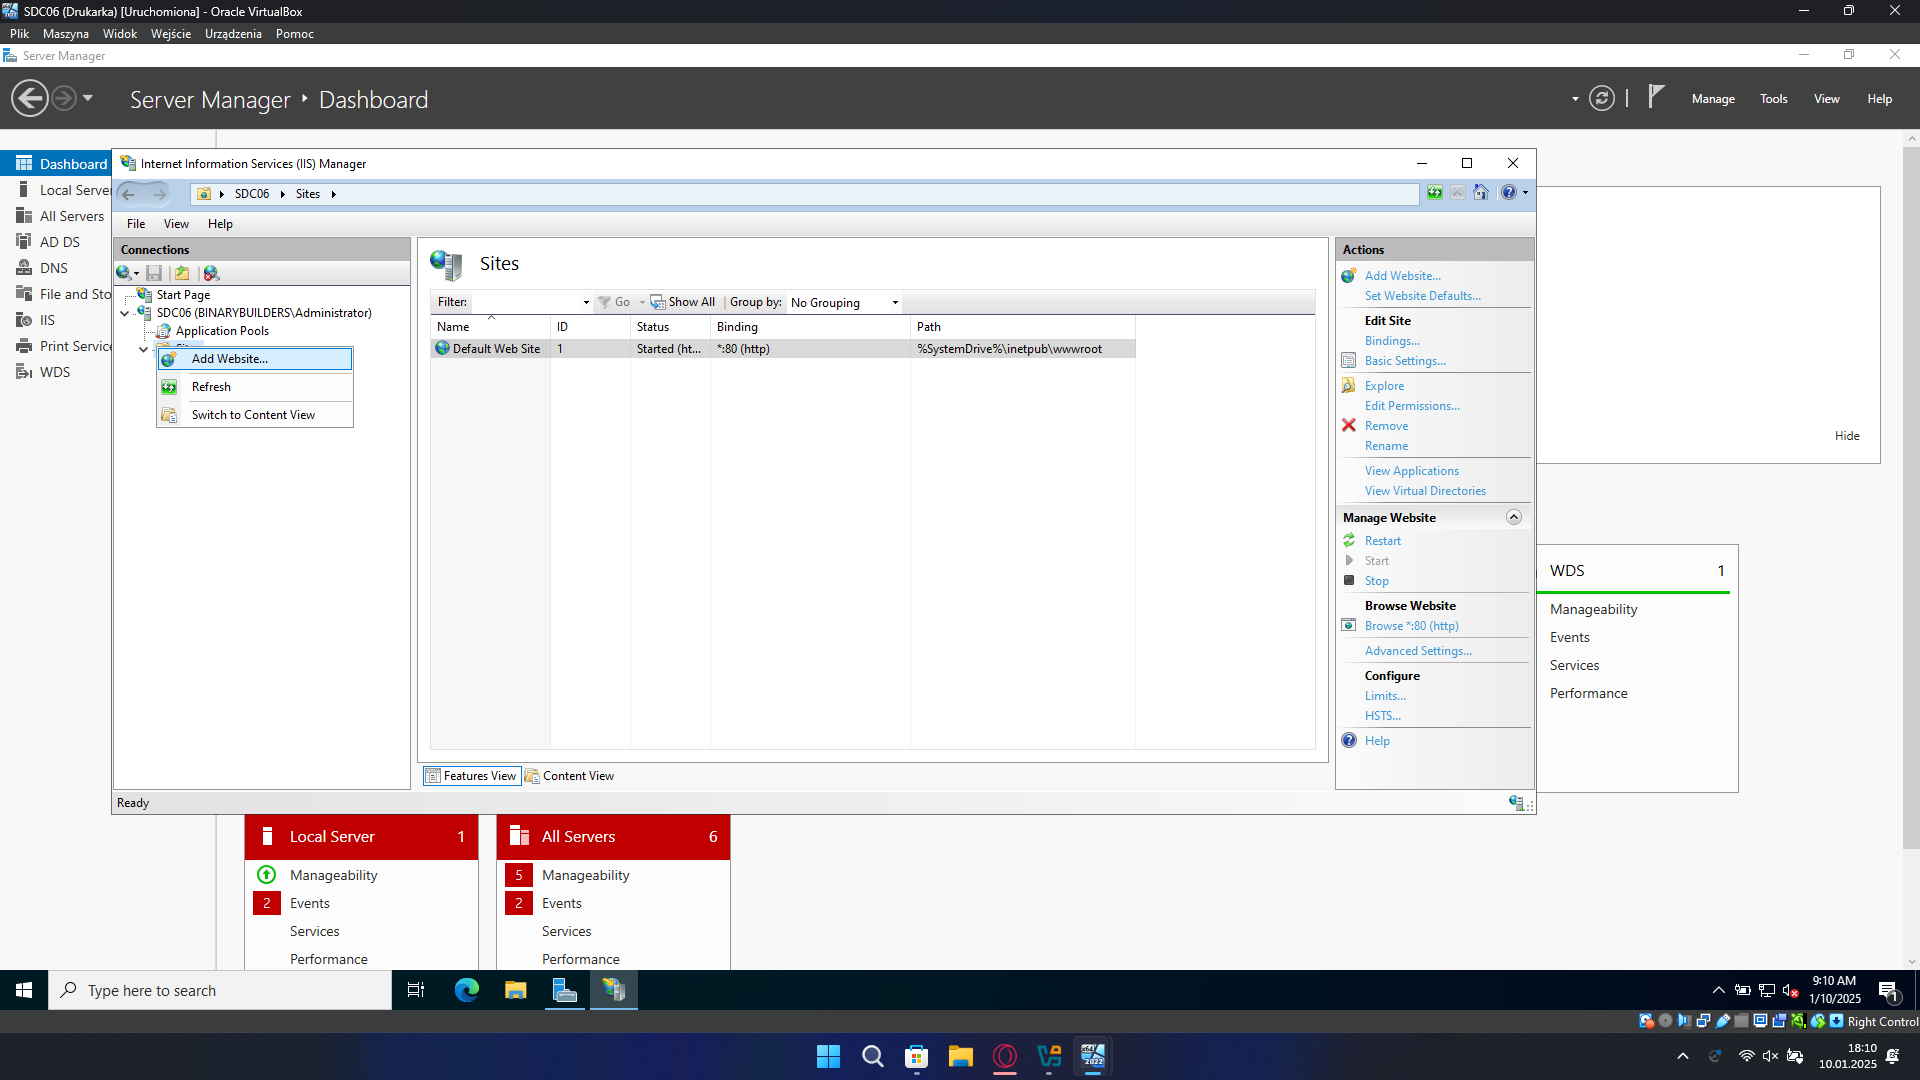 SDC06 (Drukarka) [Uruchomiona] - Oracle VirtualBox
Plik Maszyna Widok Wejście Urządzenia Pomoc
Server Manager
Server Manager Dashboard
Manage Tools View Help
Dashboard
Local Server
All Servers
AD DS
DNS
File and Sto
IIS
Print Service
WDS
Internet Information Services (IIS) Manager
SDC06 Sites
File View Help
Connections
Start Page
SDC06 (BINARYBUILDERS\Administrator)
Application Pools
Add Website...
Refresh
Switch to Content View
Sites
Filter: Go Show All Group by: No Grouping
Name ID Status Binding Path
Default Web Site 1 Started (ht... *:80 (http) %SystemDrive%\inetpub\wwwroot
Features View Content View
Ready
Actions
Add Website...
Set Website Defaults...
Edit Site
Bindings...
Basic Settings...
Explore
Edit Permissions...
Remove
Rename
View Applications
View Virtual Directories
Manage Website
Restart
Start
Stop
Browse Website
Browse *:80 (http)
Advanced Settings...
Configure
Limits...
HSTS...
Help
Hide
WDS 1
Manageability
Events
Services
Performance
Local Server 1
Manageability
2 Events
Services
Performance
All Servers 6
5 Manageability
2 Events
Services
Performance
Type here to search
9:10 AM
1/10/2025
1
Right Control
x64
2022
18:10
10.01.2025